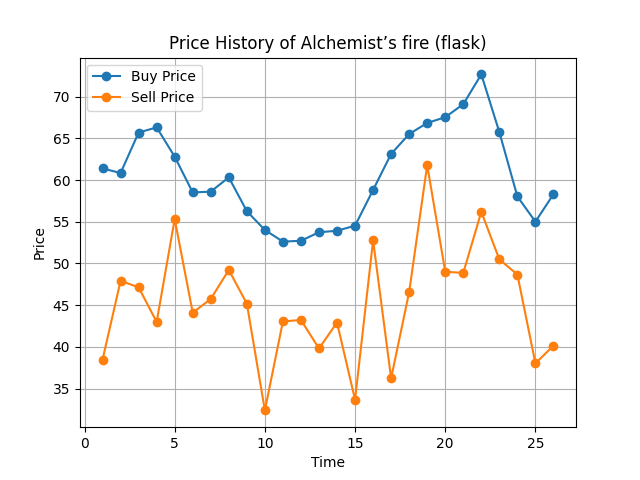 Price History of Alchemist’s fire (flask)
Buy Price
Sell Price
Price
70
65
60
55
50
45
40
35
0 5 10 15 20 25
Time